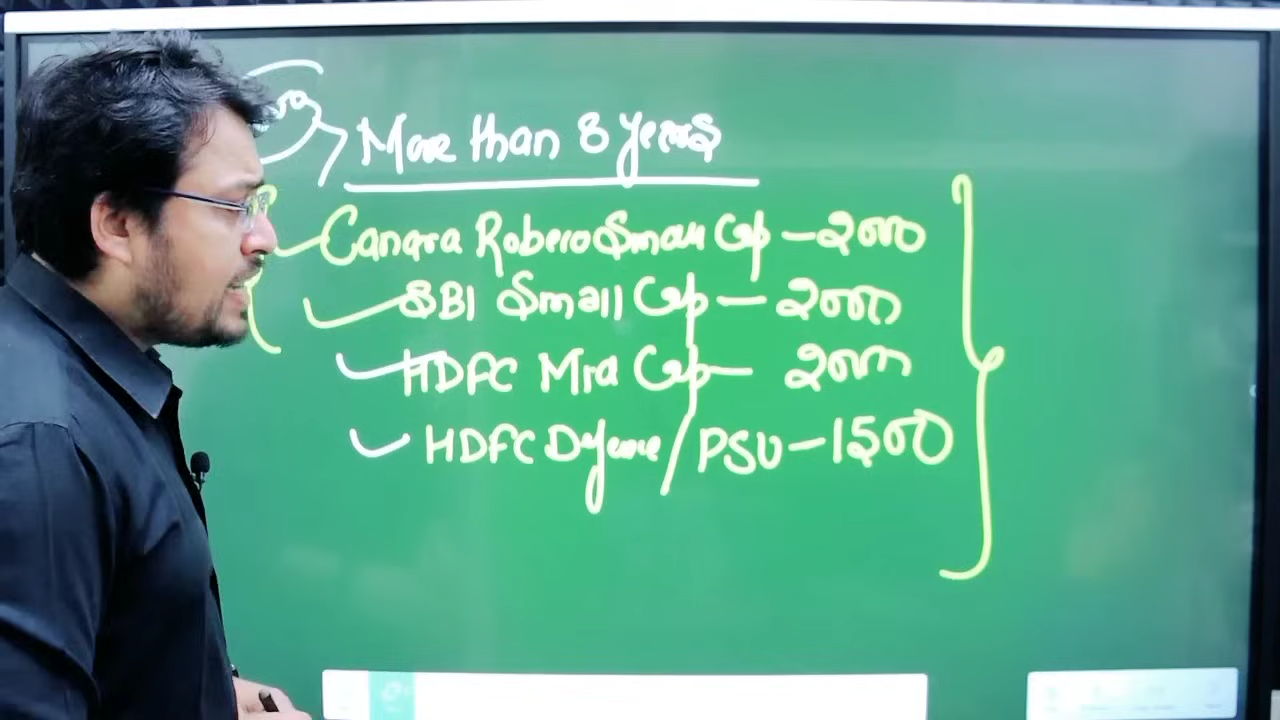 More than 8 years
Canara Robero Small Cap - 2000
SBI Small Cap - 2000
HDFC Mid Cap - 2000
HDFC Defence / PSU - 1500